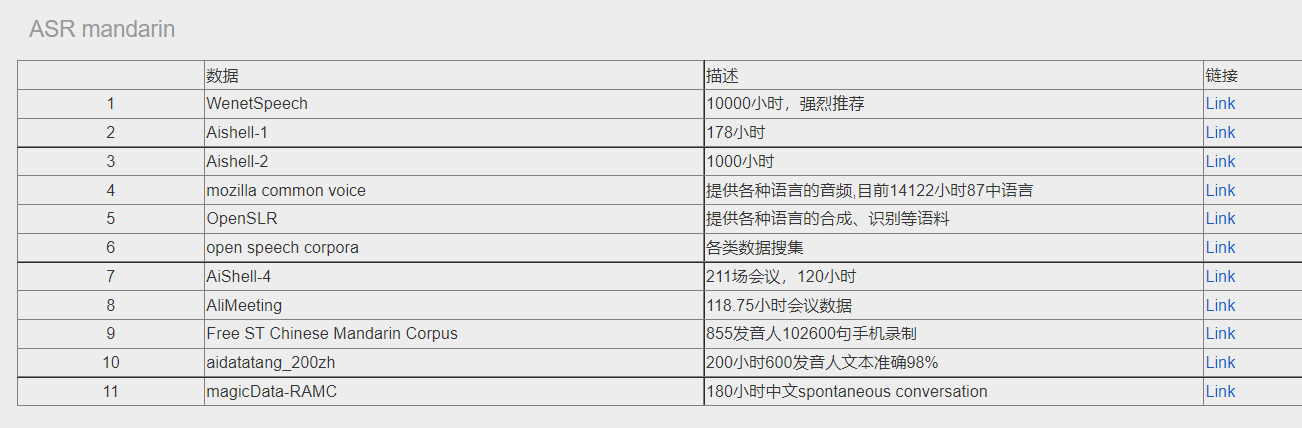 ASR mandarin
数据 描述 链接
1 WenetSpeech 10000小时，强烈推荐 Link
2 Aishell-1 178小时 Link
3 Aishell-2 1000小时 Link
4 mozilla common voice 提供各种语言的音频,目前14122小时87中语言 Link
5 OpenSLR 提供各种语言的合成、识别等语料 Link
6 open speech corpora 各类数据搜集 Link
7 AiShell-4 211场会议，120小时 Link
8 AliMeeting 118.75小时会议数据 Link
9 Free ST Chinese Mandarin Corpus 855发音人102600句手机录制 Link
10 aidatatang_200zh 200小时600发音人文本准确98% Link
11 magicData-RAMC 180小时中文spontaneous conversation Link